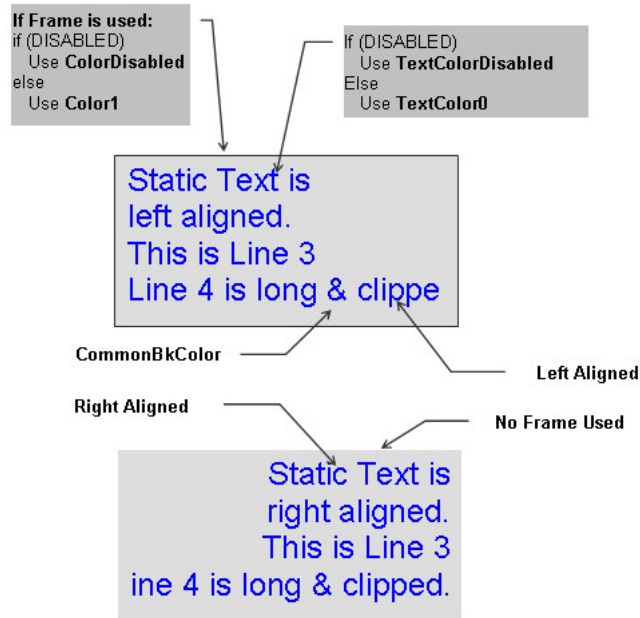 If Frame is used:
if (DISABLED)
Use ColorDisabled
else
Use Color1
If (DISABLED)
Use TextColorDisabled
Else
Use TextColor0
Static Text is
left aligned.
This is Line 3
Line 4 is long & clippe
CommonBkColor
Left Aligned
Right Aligned
No Frame Used
Static Text is
right aligned.
This is Line 3
ine 4 is long & clipped.